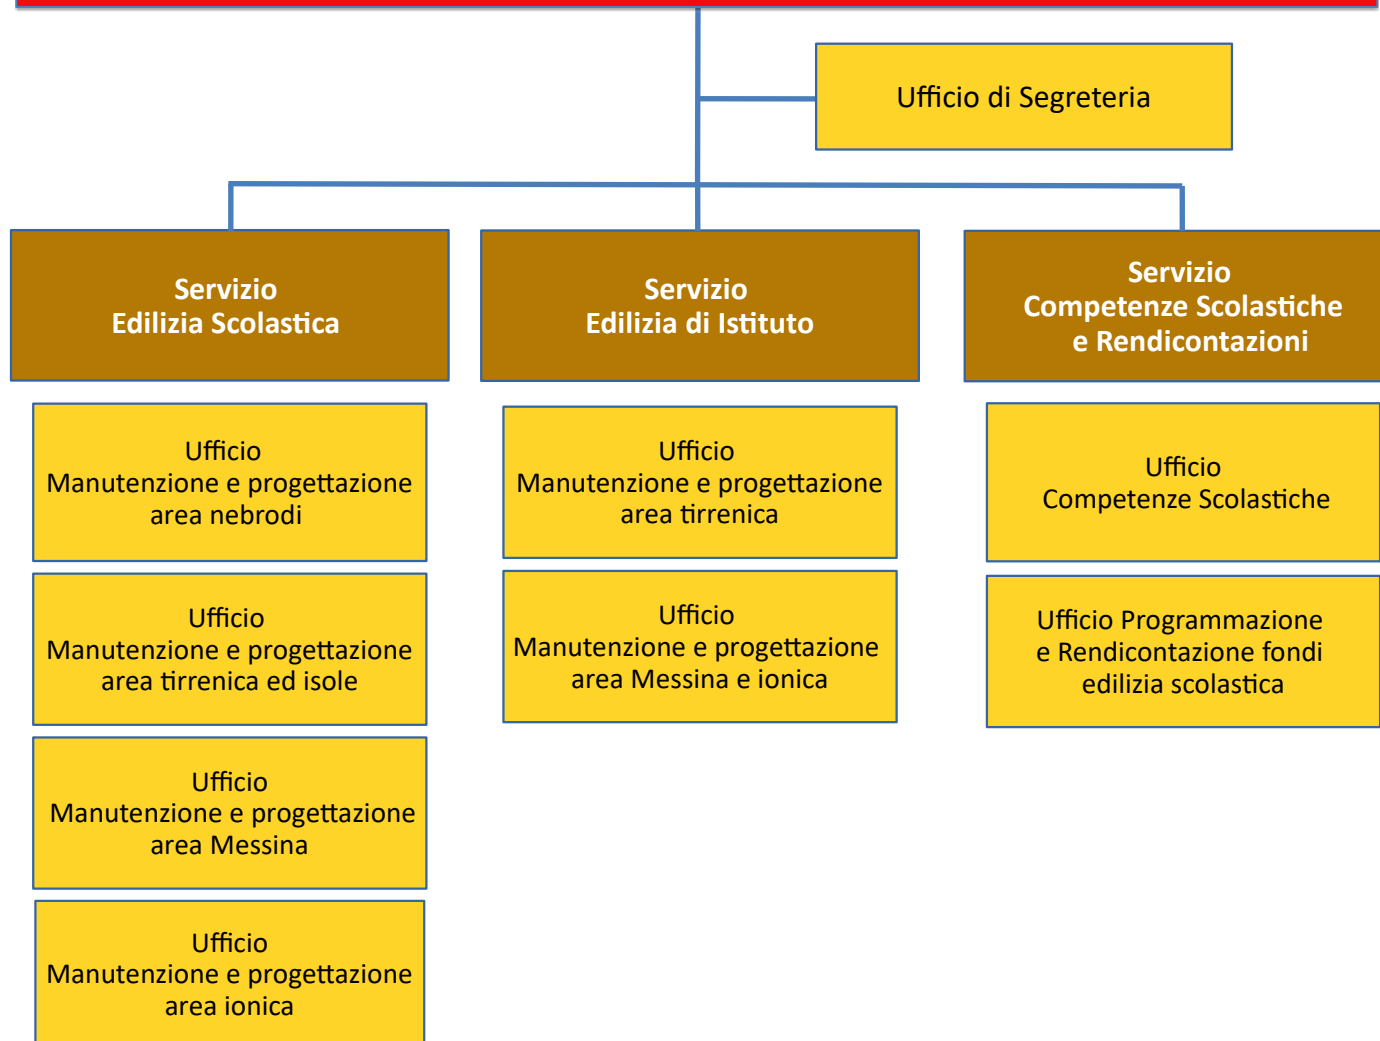 Ufficio di Segreteria
Servizio
Edilizia Scolastica
Servizio
Edilizia di Istituto
Servizio
Competenze Scolastiche
e Rendicontazioni
Ufficio
Manutenzione e progettazione
area nebrodi
Ufficio
Manutenzione e progettazione
area tirrenica ed isole
Ufficio
Manutenzione e progettazione
area Messina
Ufficio
Manutenzione e progettazione
area ionica
Ufficio
Manutenzione e progettazione
area tirrenica
Ufficio
Manutenzione e progettazione
area Messina e ionica
Ufficio
Competenze Scolastiche
Ufficio Programmazione
e Rendicontazione fondi
edilizia scolastica